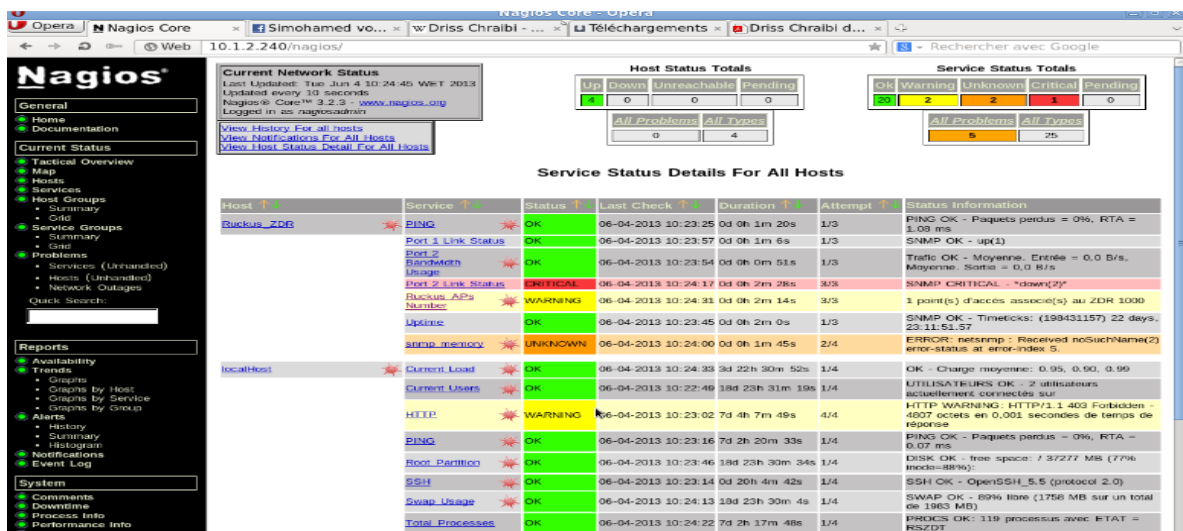 Nagios Core - Opera
Opera
Nagios Core
Simohamed vo...
Driss Chraibi - ...
Téléchargements
Driss Chraibi d...
Web
10.1.2.240/nagios/
Rechercher avec Google
Nagios®
General
Home
Documentation
Current Status
Tactical Overview
Map
Hosts
Services
Host Groups
Summary
Grid
Service Groups
Summary
Grid
Problems
Services (Unhandled)
Hosts (Unhandled)
Network Outages
Quick Search:
Reports
Availability
Trends
Graphs
Graphs by Host
Graphs by Service
Graphs by Group
Alerts
History
Summary
Histogram
Notifications
Event Log
System
Comments
Downtime
Process Info
Performance Info
Current Network Status
Last Updated: Tue Jun 4 10:24:45 WET 2013
Updated every 10 seconds
Nagios® Core™ 3.2.3 - www.nagios.org
Logged in as nagiosadmin
View History For all hosts
View Notifications For All Hosts
View Host Status Detail For All Hosts
Host Status Totals
Up Down Unreachable Pending
4 0 0 0
All Problems All Types
0 4
Service Status Totals
Ok Warning Unknown Critical Pending
20 2 2 1 0
All Problems All Types
5 25
Service Status Details For All Hosts
Host Service Status Last Check Duration Attempt Status Information
Ruckus_ZDR PING OK 06-04-2013 10:23:25 0d 0h 1m 20s 1/3 PING OK - Paquets perdus = 0%, RTA =
1.08 ms
Port 1 Link Status OK 06-04-2013 10:23:57 0d 0h 1m 6s 1/3 SNMP OK - up(1)
Port 2
Bandwidth
Usage
OK 06-04-2013 10:23:54 0d 0h 0m 51s 1/3 Trafic OK - Moyenne. Entrée = 0,0 B/s,
Moyenne. Sortie = 0,0 B/s
Port 2 Link Status CRITICAL 06-04-2013 10:24:17 0d 0h 2m 28s 3/3 SNMP CRITICAL - *down(2)*
Ruckus APs
Number
WARNING 06-04-2013 10:24:31 0d 0h 2m 14s 3/3 1 point(s) d'accès associé(s) au ZDR 1000
Uptime OK 06-04-2013 10:23:45 0d 0h 2m 0s 1/3 SNMP OK - Timeticks: (198431157) 22 days,
23:11:51.57
snmp_memory UNKNOWN 06-04-2013 10:24:00 0d 0h 1m 45s 2/4 ERROR: netsnmp : Received noSuchName(2)
error-status at error-index 5.
localHost Current Load OK 06-04-2013 10:24:33 3d 22h 30m 52s 1/4 OK - Charge moyenne: 0.95, 0.90, 0.99
Current Users OK 06-04-2013 10:22:49 18d 23h 31m 19s 1/4 UTILISATEURS OK - 2 utilisateurs
actuellement connectés sur
HTTP WARNING 06-04-2013 10:23:02 7d 4h 7m 49s 4/4 HTTP WARNING: HTTP/1.1 403 Forbidden -
4807 octets en 0,001 secondes de temps de
réponse
PING OK 06-04-2013 10:23:16 7d 2h 20m 33s 1/4 PING OK - Paquets perdus = 0%, RTA =
0.07 ms
Root Partition OK 06-04-2013 10:23:46 18d 23h 30m 34s 1/4 DISK OK - free space: / 37277 MB (77%
inode=88%):
SSH OK 06-04-2013 10:23:14 0d 20h 4m 42s 1/4 SSH OK - OpenSSH_5.5 (protocol 2.0)
Swap Usage OK 06-04-2013 10:24:13 18d 23h 30m 4s 1/4 SWAP OK - 89% libre (1758 MB sur un total
de 1983 MB)
Total Processes OK 06-04-2013 10:24:22 7d 2h 17m 48s 1/4 PROCS OK: 119 processus avec ETAT =
RSZDT